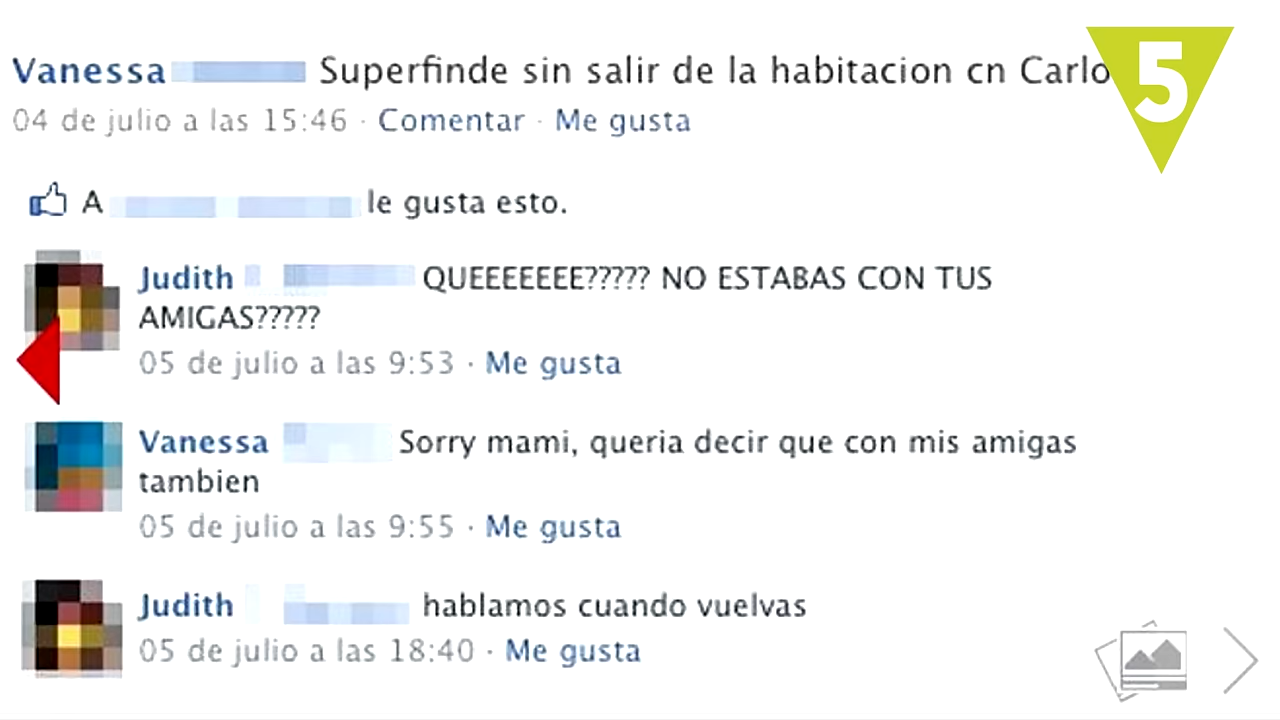 Vanessa Superfinde sin salir de la habitacion cn Carlo
5
04 de julio a las 15:46 · Comentar · Me gusta
A le gusta esto.
Judith QUEEEEEEE????? NO ESTABAS CON TUS
AMIGAS?????
05 de julio a las 9:53 · Me gusta
Vanessa Sorry mami, queria decir que con mis amigas
tambien
05 de julio a las 9:55 · Me gusta
Judith hablamos cuando vuelvas
05 de julio a las 18:40 · Me gusta